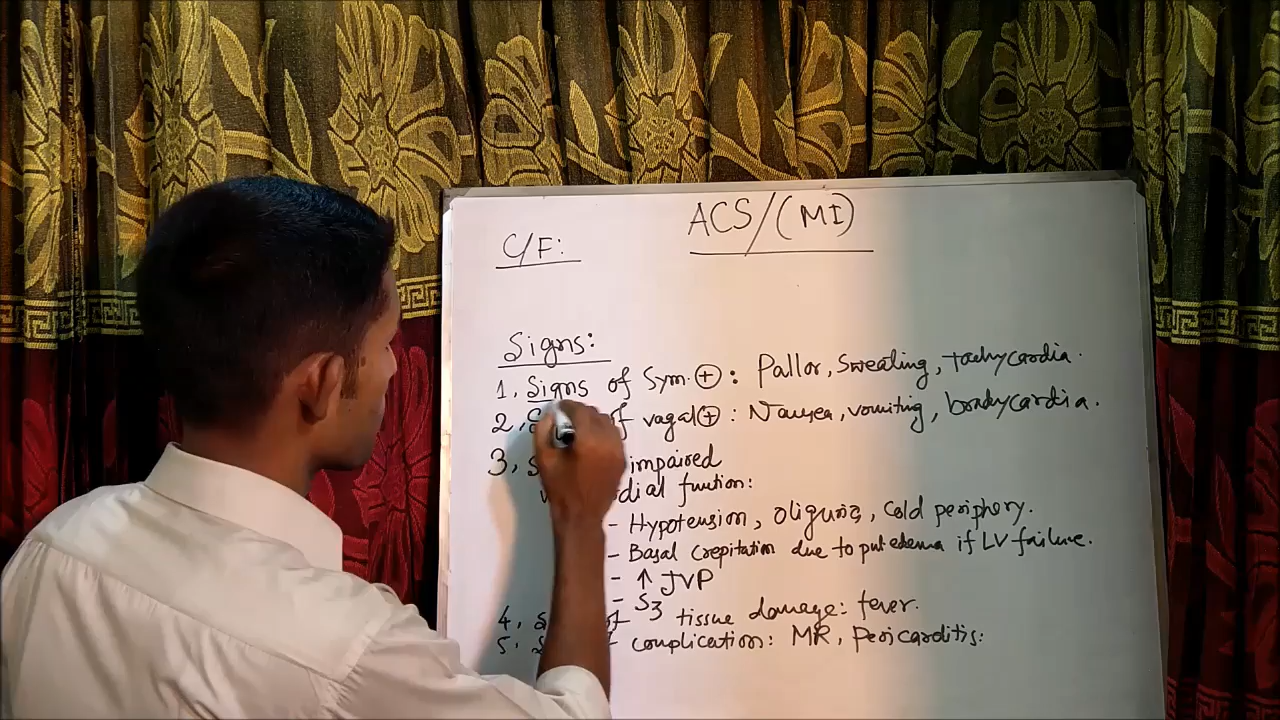 ACS/(MI)
C/F:
Signs:
1, Signs of Sym. ⊕ : Pallor, Sweating, tachycardia.
2, of vagal ⊕ : Nausea, vomiting, bradycardia.
3, impaired
function:
- Hypotension, oliguria, Cold periphery.
- Basal Crepitation due to pul edema if LV failure.
- ↑ JVP
- S3
4, tissue damage: fever.
5, complication: MR, Pericarditis: